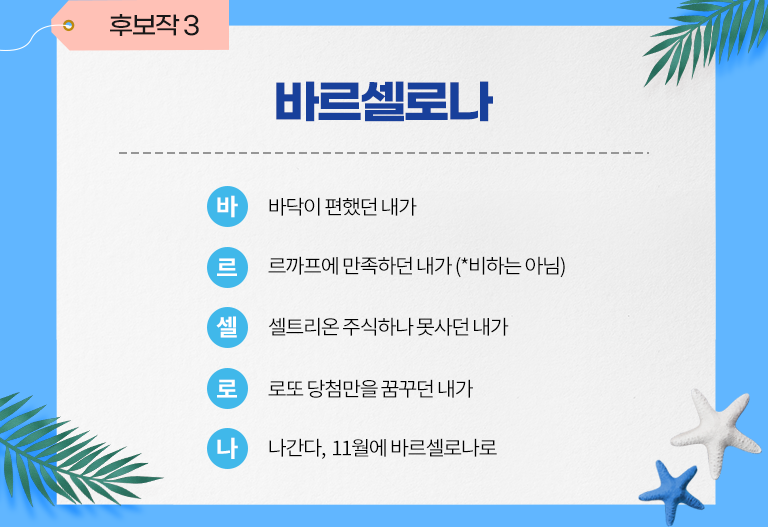 후보작 3
바르셀로나
바 바닥이 편했던 내가
르 르까프에 만족하던 내가 (*비하는 아님)
셀 셀트리온 주식하나 못사던 내가
로 로또 당첨만을 꿈꾸던 내가
나 나간다, 11월에 바르셀로나로